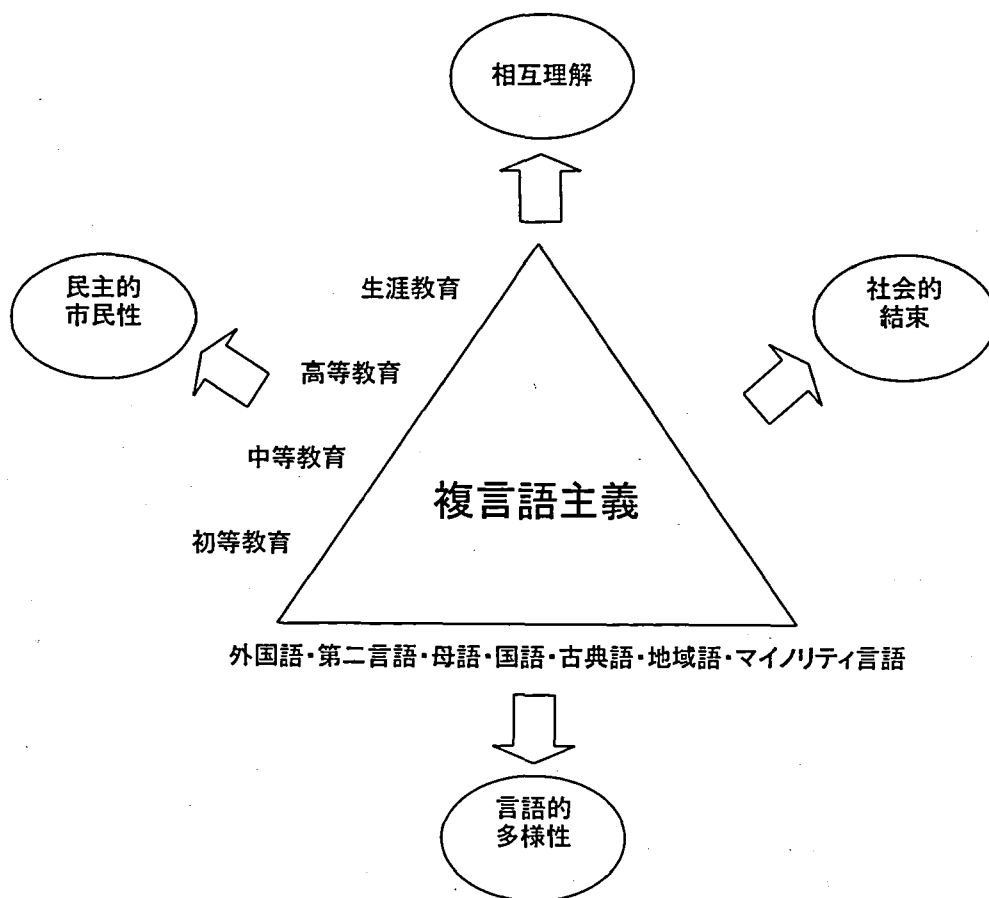 相互理解
民主的
市民性
社会的
結束
生涯教育
高等教育
中等教育
複言語主義
初等教育
外国語・第二言語・母語・国語・古典語・地域語・マイノリティ言語
言語的
多様性